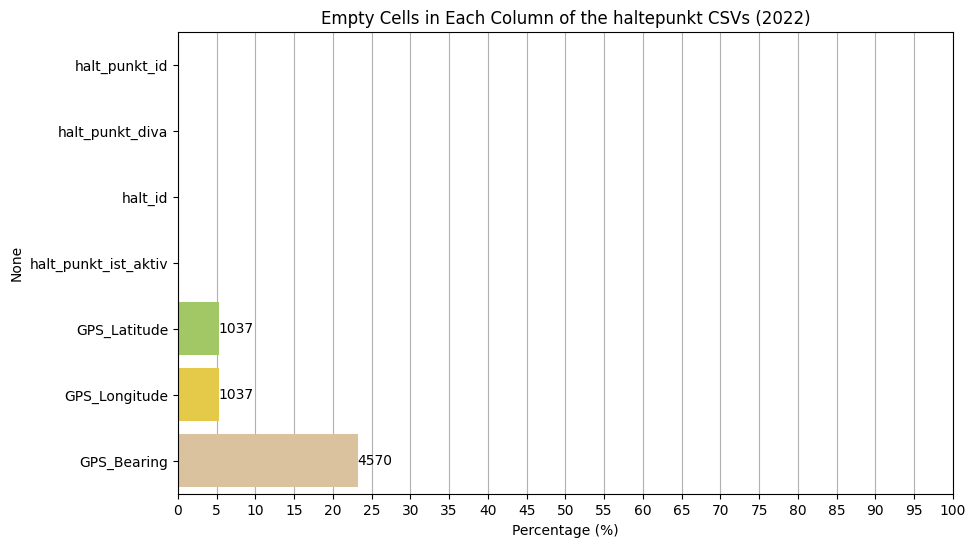 Empty Cells in Each Column of the haltepunkt CSVs (2022)
None
halt_punkt_id
halt_punkt_diva
halt_id
halt_punkt_ist_aktiv
GPS_Latitude
1037
GPS_Longitude
1037
GPS_Bearing
4570
0 5 10 15 20 25 30 35 40 45 50 55 60 65 70 75 80 85 90 95 100
Percentage (%)